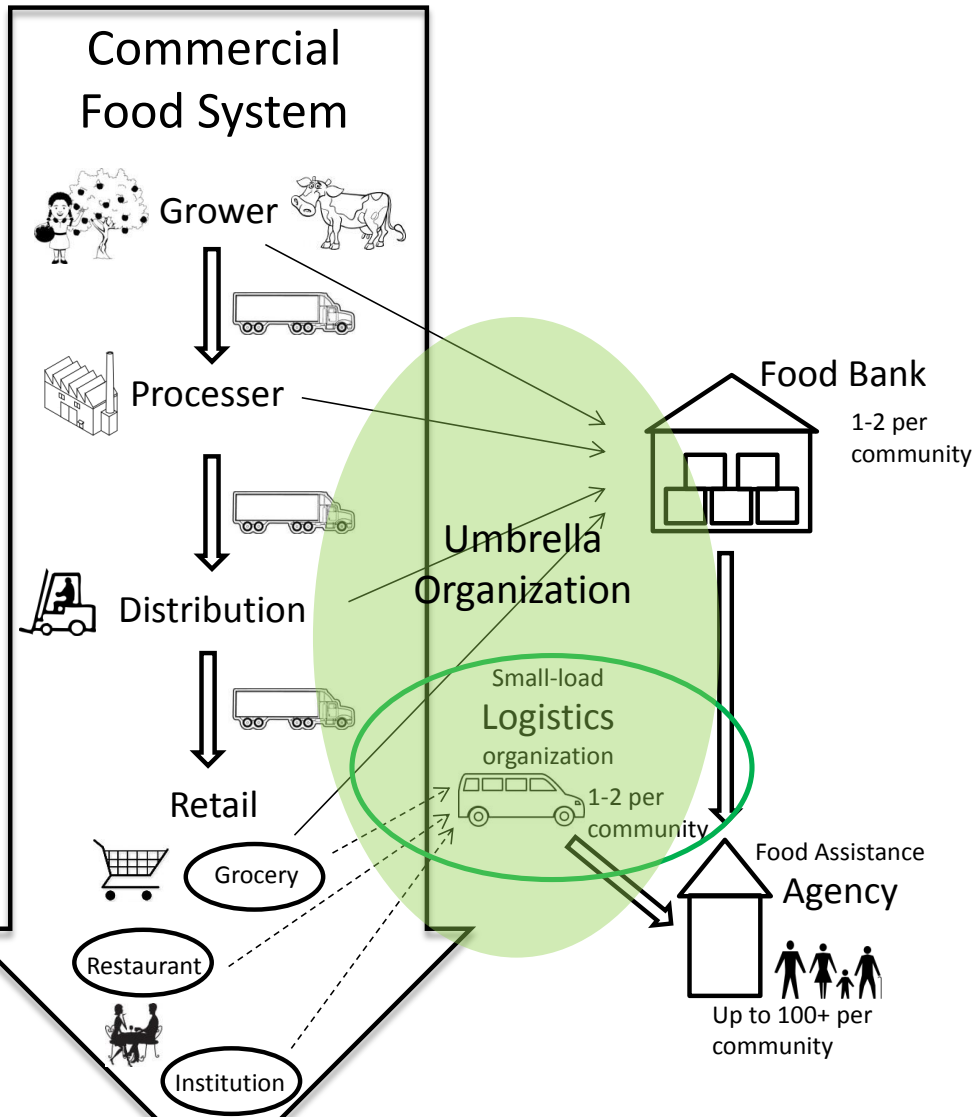 Commercial
Food System
Grower
Processer
Distribution
Retail
Grocery
Restaurant
Institution
Umbrella
Organization
Small-load
Logistics
organization
1-2 per
community
Food Bank
1-2 per
community
Food Assistance
Agency
Up to 100+ per
community